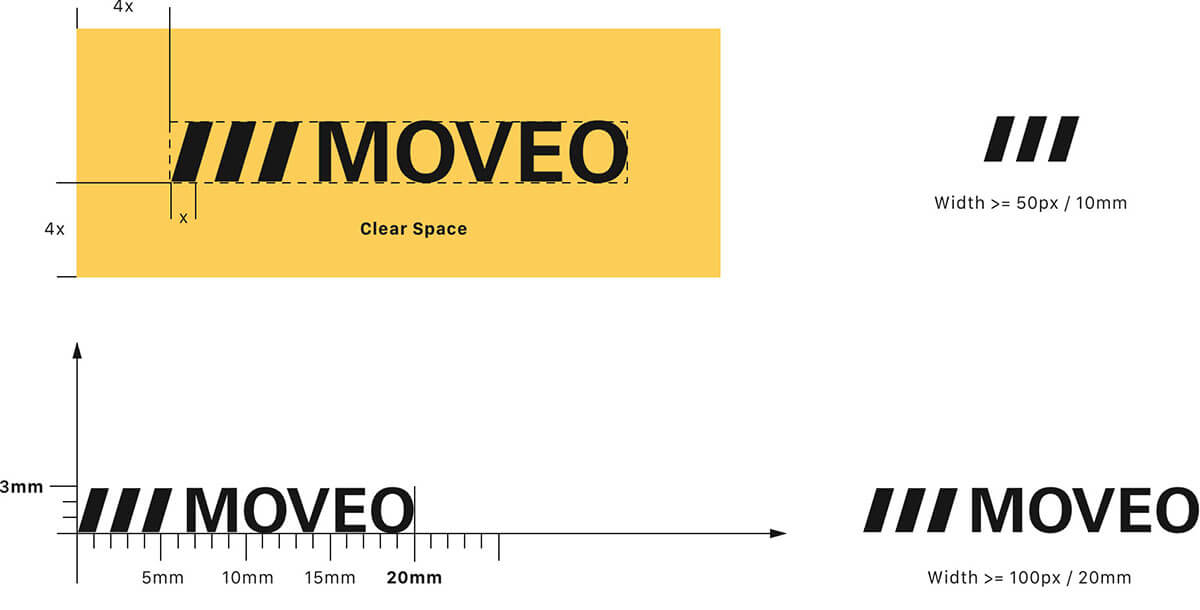 4x
MOVEO
x
4x
Clear Space
Width >= 50px / 10mm
3mm
MOVEO
5mm
10mm
15mm
20mm
MOVEO
Width >= 100px / 20mm